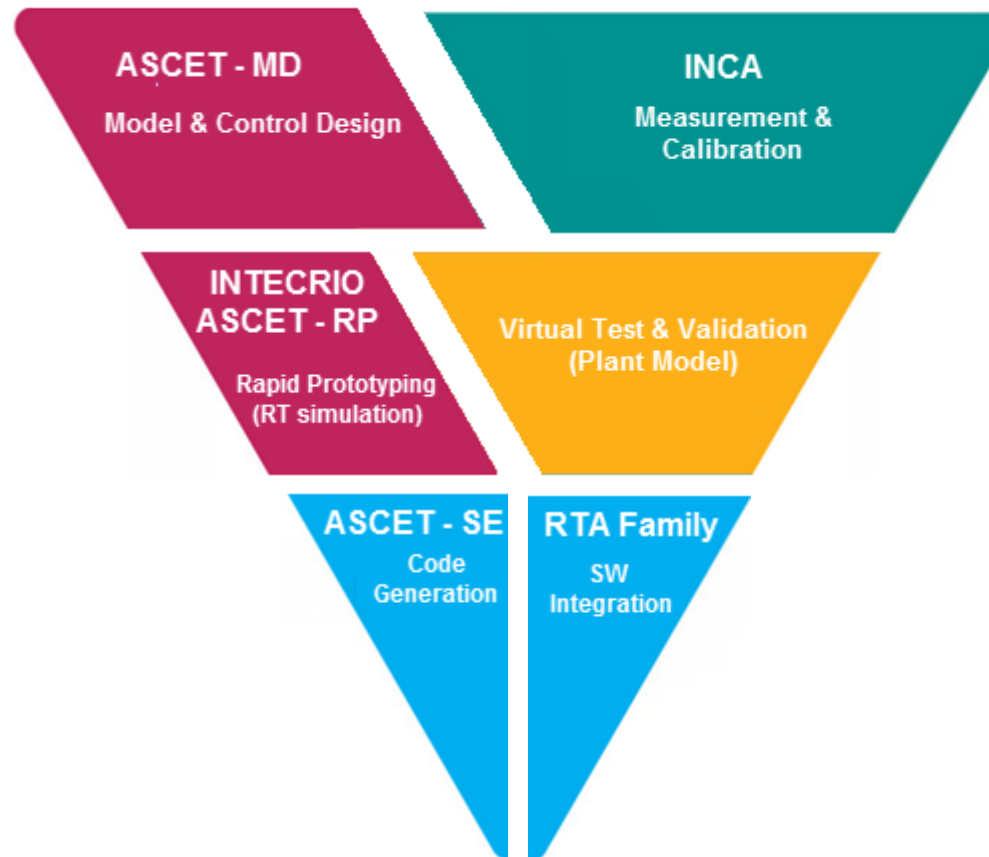 ASCET - MD
Model & Control Design
INCA
Measurement &
Calibration
INTECRIO
ASCET - RP
Rapid Prototyping
(RT simulation)
Virtual Test & Validation
(Plant Model)
ASCET - SE
Code
Generation
RTA Family
SW
Integration